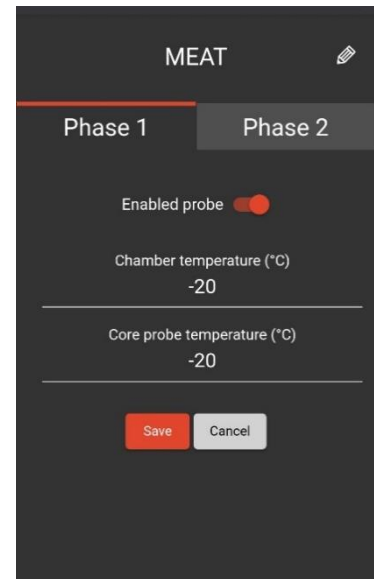 MEAT
Phase 1 Phase 2
Enabled probe
Chamber temperature (°C)
-20
Core probe temperature (°C)
-20
Save Cancel